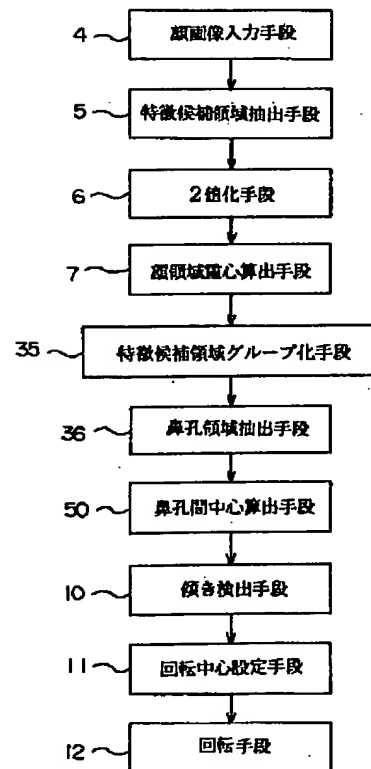 4 顔画像入力手段
5 特徴候補領域抽出手段
6 2値化手段
7 顔領域重心算出手段
35 特徴候補領域グループ化手段
36 鼻孔領域抽出手段
50 鼻孔間中心算出手段
10 傾き検出手段
11 回転中心設定手段
12 回転手段